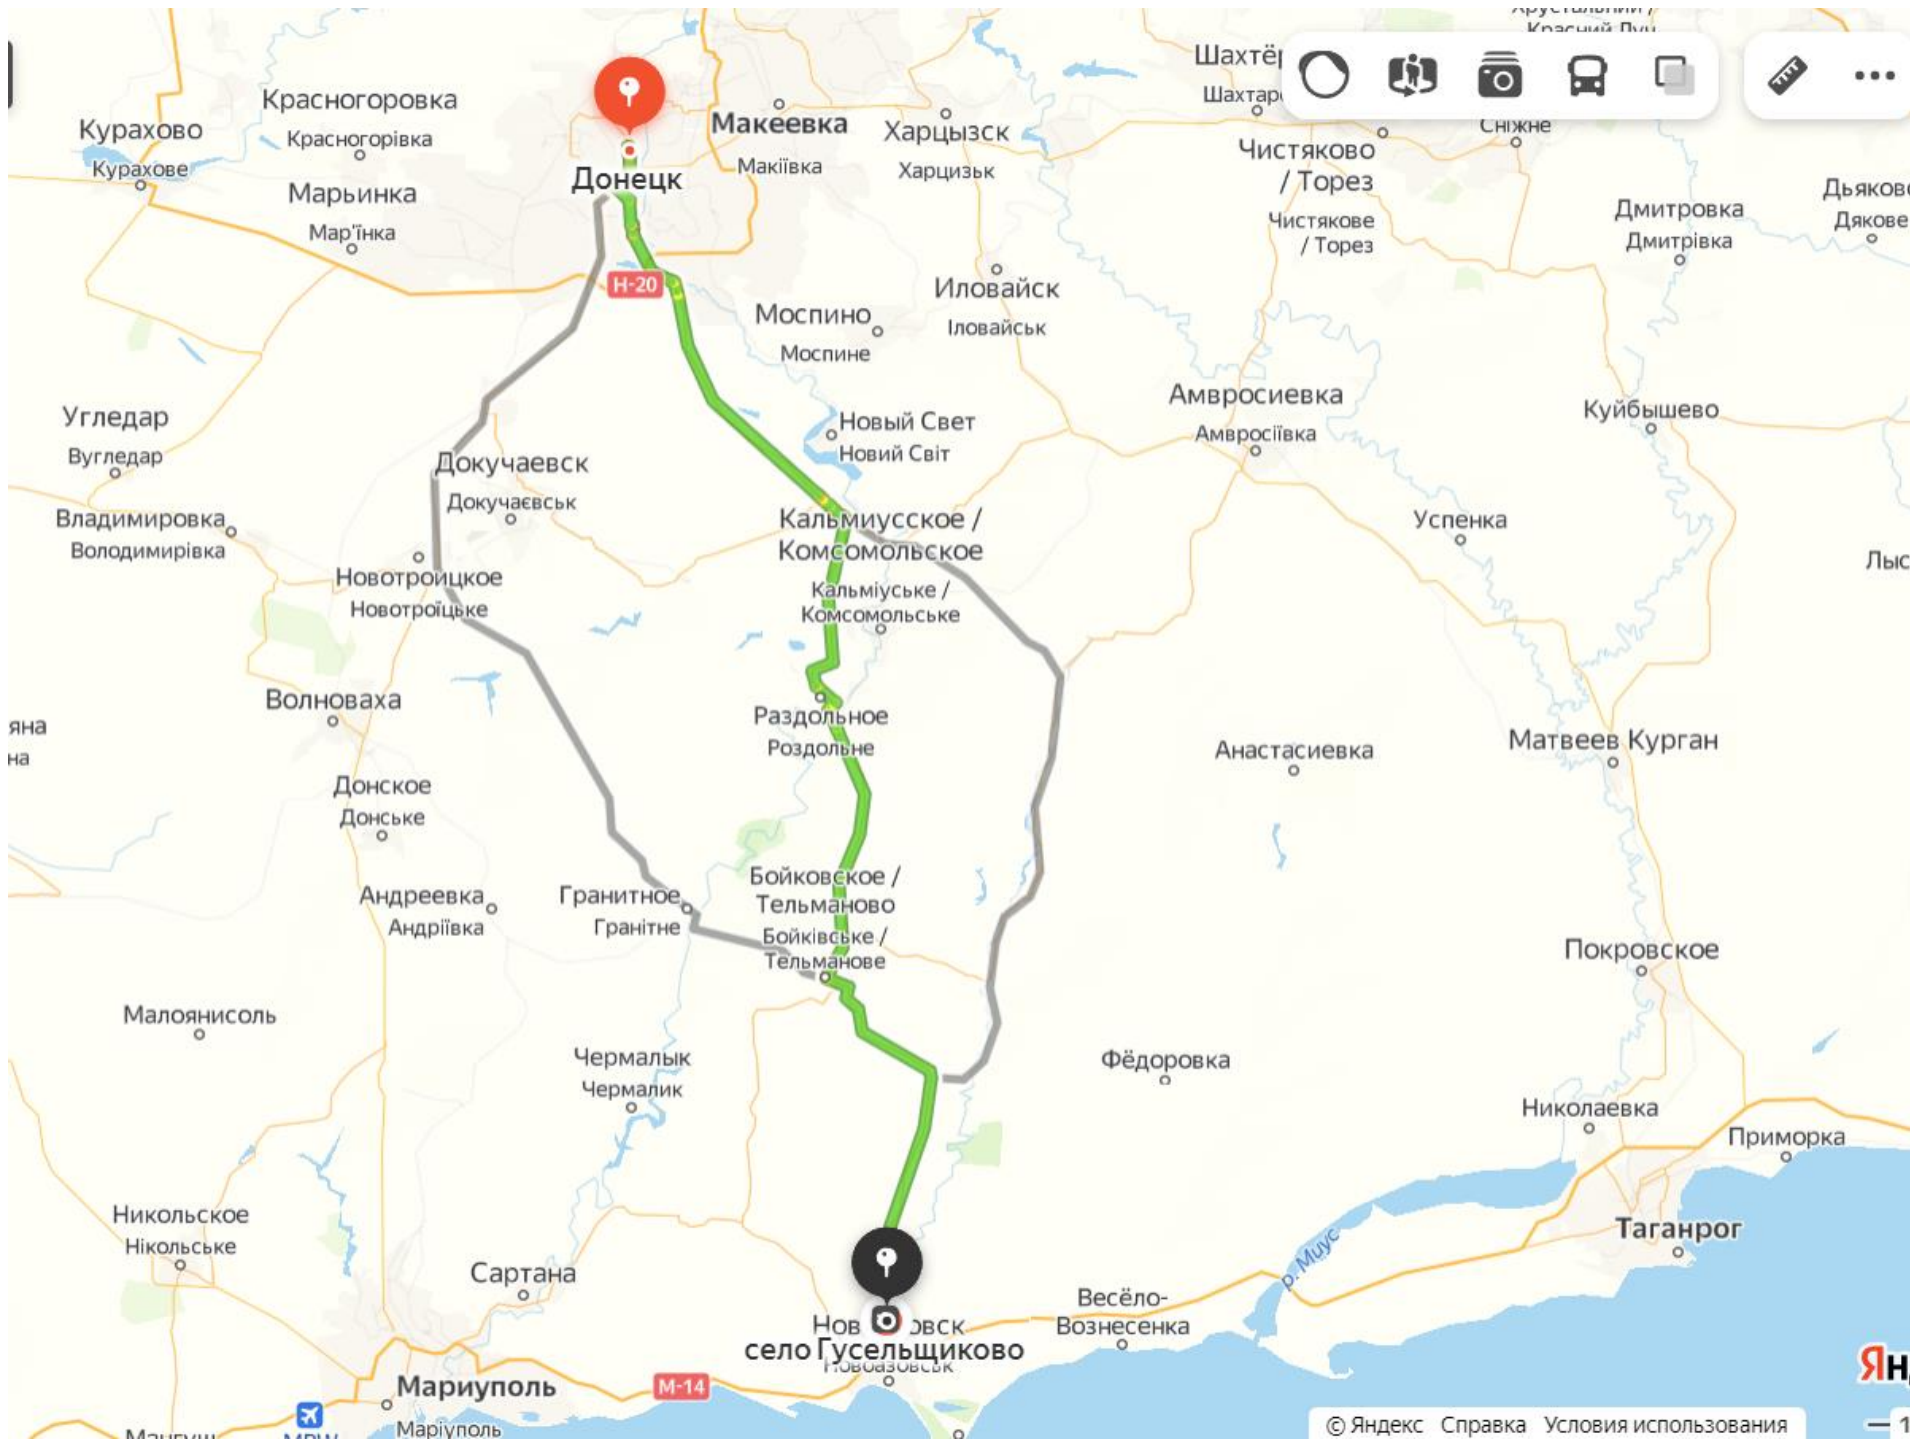 Шахтёр
Красногоровка
Красногорівка
Курахово
Курахове
Марьинка
Мар'їнка
Донецк
Макеевка
Макіївка
Харцызск
Харцизьк
Сніжне
Чистяково
/ Торез
Чистякове
/ Торез
Дмитровка
Дмитрівка
Дьяково
Дякове
Н-20
Моспино
Моспине
Иловайск
Іловайськ
Угледар
Вугледар
Новый Свет
Новий Світ
Амвросиевка
Амвросіївка
Куйбышево
Докучаевск
Докучаєвськ
Владимировка
Володимирівка
Кальмиусское /
Комсомольское
Кальміуське /
Комсомольське
Успенка
Лыс
Новотроицкое
Новотроїцьке
Волноваха
яна
на
Раздольное
Роздольне
Анастасиевка
Матвеев Курган
Донское
Донське
Андреевка
Андріївка
Гранитное
Гранітне
Бойковское /
Тельманово
Бойківське /
Тельманове
Покровское
Малоянисоль
Чермалык
Чермалик
Фёдоровка
Николаевка
Приморка
Никольское
Нікольське
Сартана
р. Миус
Таганрог
Весёло-
Вознесенка
Нов овск
село Гусельщиково
Новоазовськ
Мариуполь
Маріуполь
М-14
Ян
© Яндекс Справка Условия использования